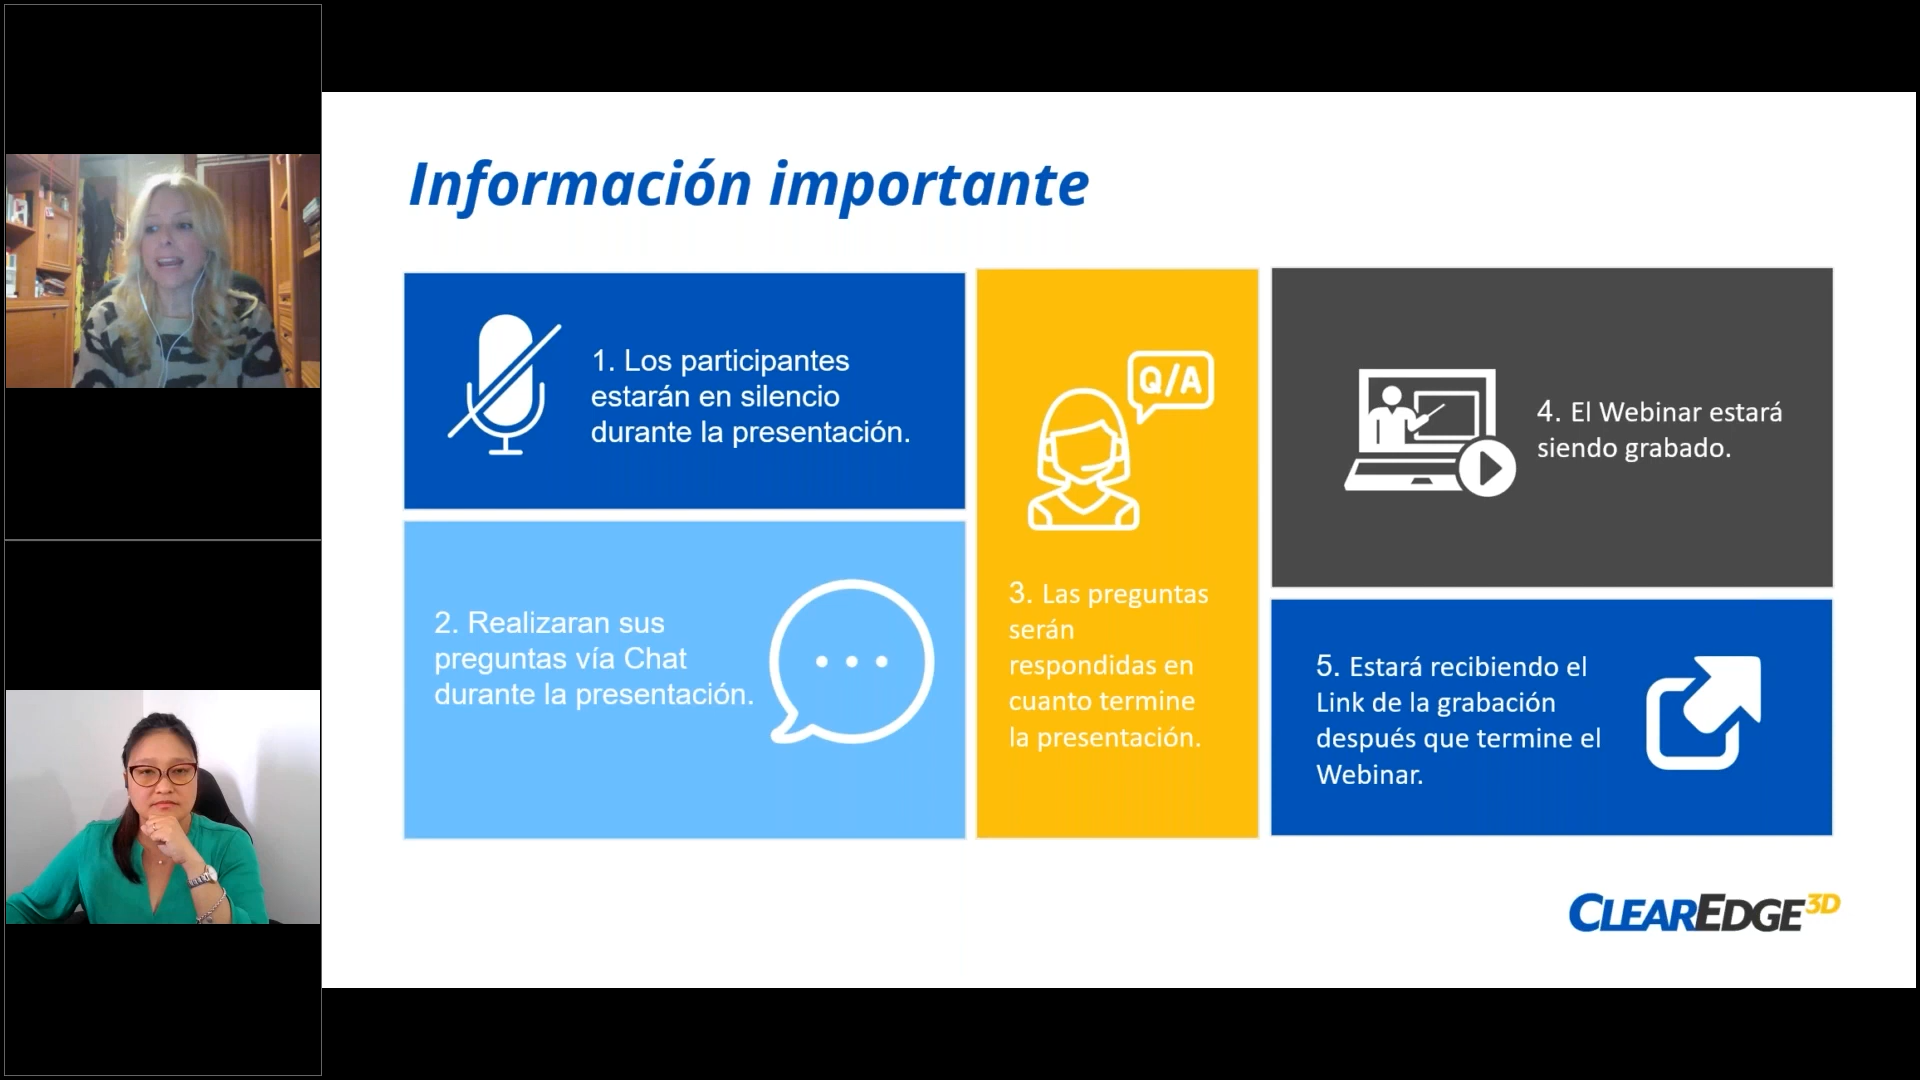 Información importante
1. Los participantes
estarán en silencio
durante la presentación.
2. Realizaran sus
preguntas vía Chat
durante la presentación.
Q/A
3. Las preguntas
serán
respondidas en
cuanto termine
la presentación.
4. El Webinar estará
siendo grabado.
5. Estará recibiendo el
Link de la grabación
después que termine el
Webinar.
CLEAREDGE3D